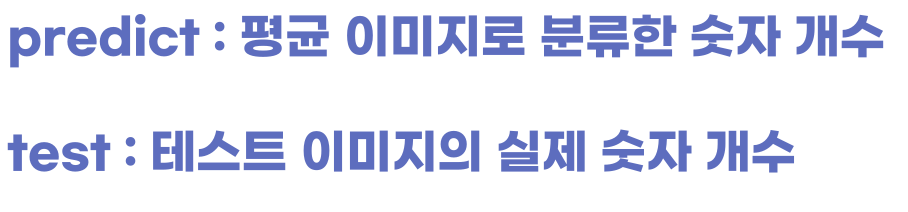 predict : 평균 이미지로 분류한 숫자 개수
test : 테스트 이미지의 실제 숫자 개수